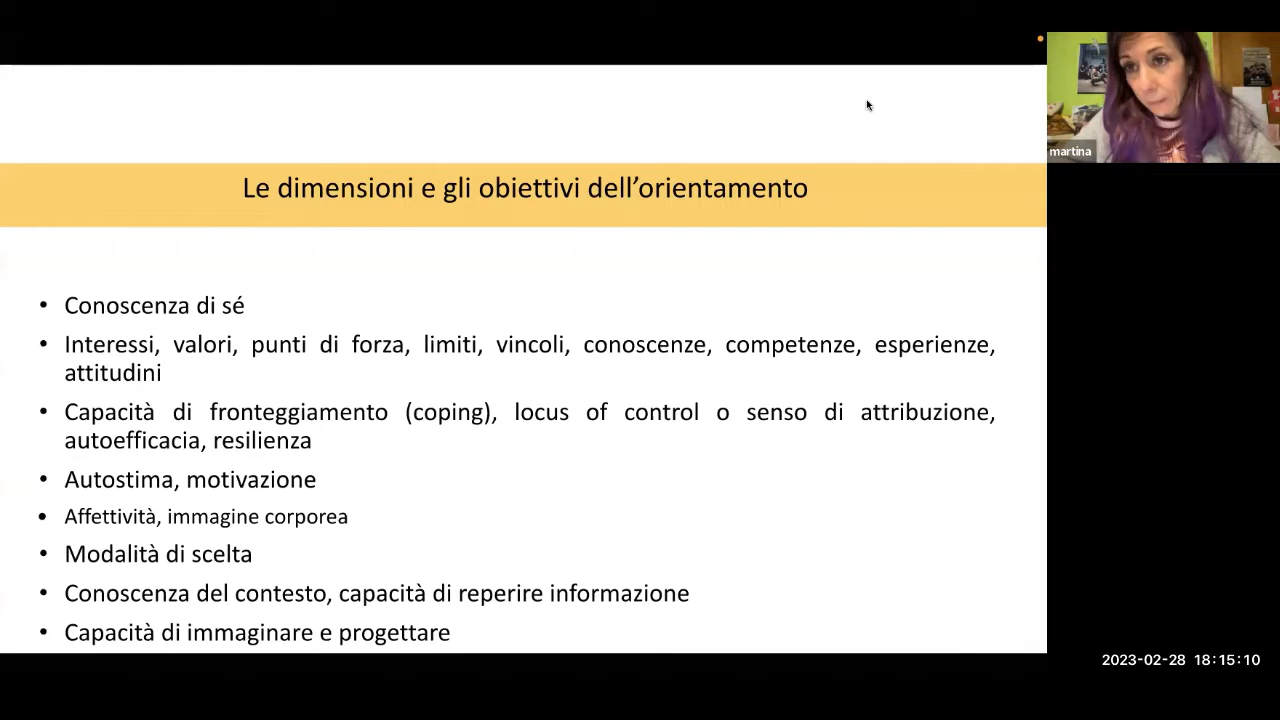 martina
Le dimensioni e gli obiettivi dell’orientamento
• Conoscenza di sé
• Interessi, valori, punti di forza, limiti, vincoli, conoscenze, competenze, esperienze,
attitudini
• Capacità di fronteggiamento (coping), locus of control o senso di attribuzione,
autoefficacia, resilienza
• Autostima, motivazione
• Affettività, immagine corporea
• Modalità di scelta
• Conoscenza del contesto, capacità di reperire informazione
• Capacità di immaginare e progettare
2023-02-28 18:15:10